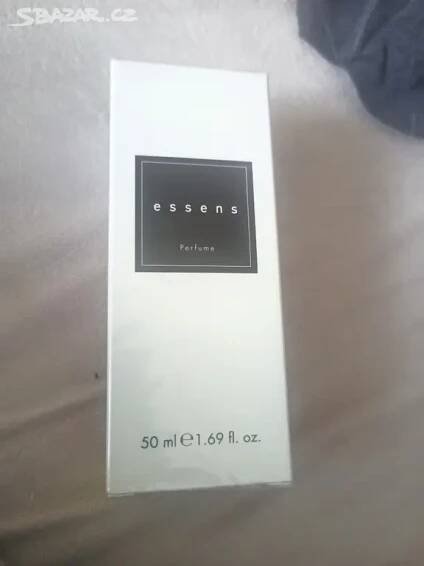 SBAZAR.CZ
essens
Perfume
50 ml ℮ 1.69 fl. oz.